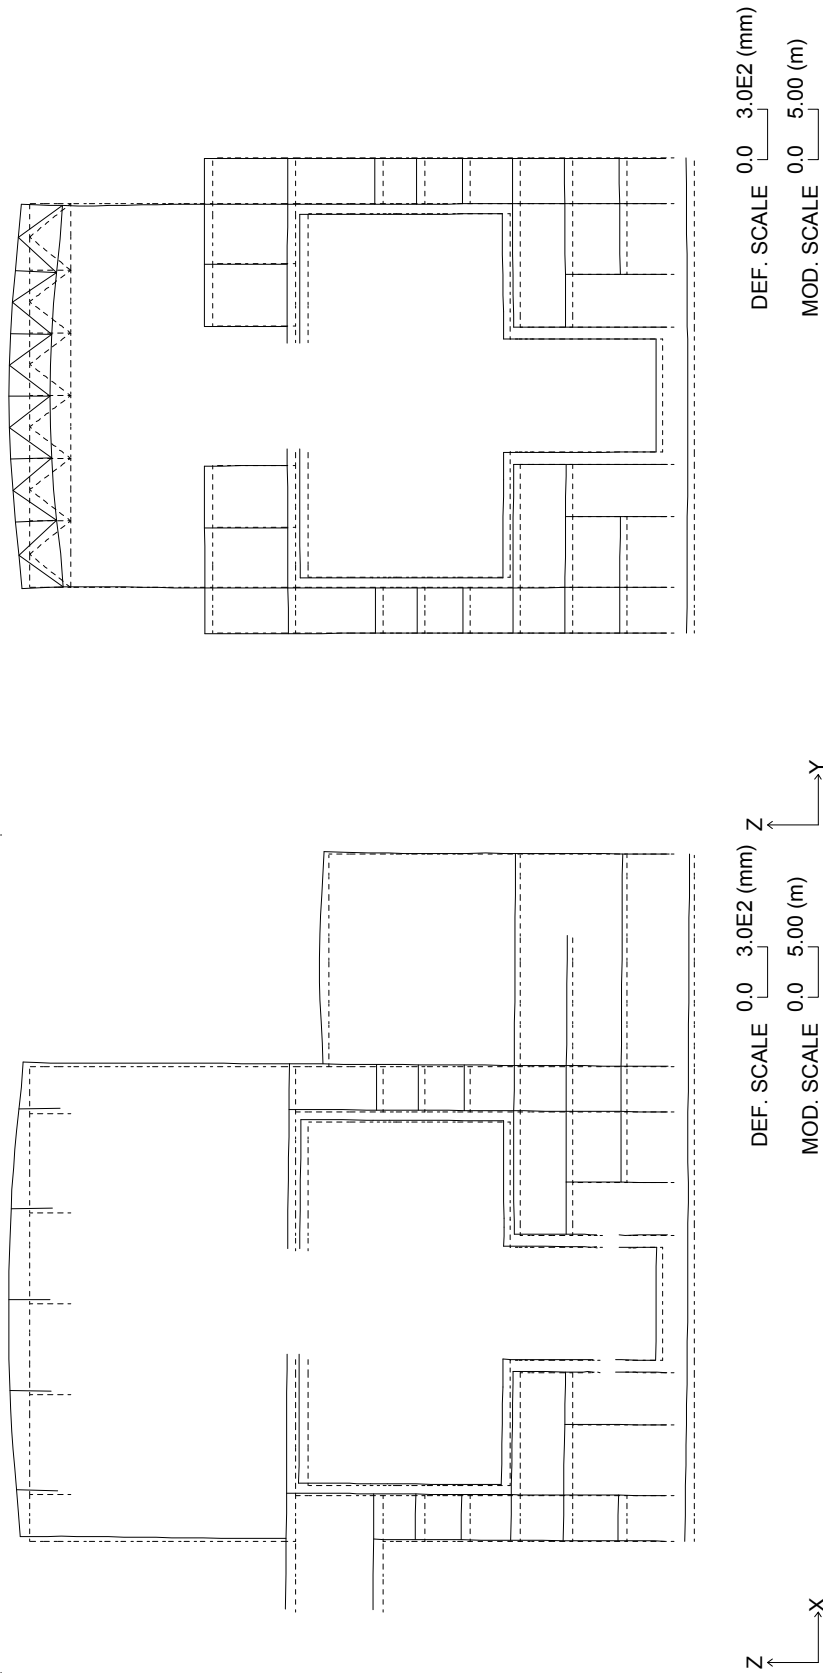 DEF. SCALE 0.0 3.0E2 (mm)
MOD. SCALE 0.0 5.00 (m)
Z
Y
DEF. SCALE 0.0 3.0E2 (mm)
MOD. SCALE 0.0 5.00 (m)
Z
X